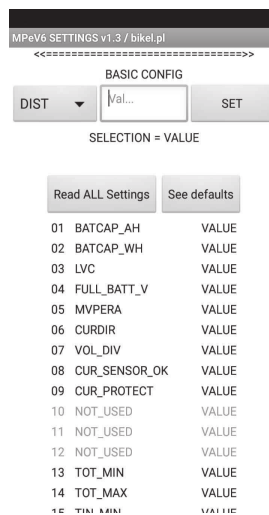 MPeV6 SETTINGS v1.3 / bikel.pl
<<===============================>>
BASIC CONFIG
DIST Val... SET
SELECTION = VALUE
Read ALL Settings See defaults
01 BATCAP_AH VALUE
02 BATCAP_WH VALUE
03 LVC VALUE
04 FULL_BATT_V VALUE
05 MVPERA VALUE
06 CURDIR VALUE
07 VOL_DIV VALUE
08 CUR_SENSOR_OK VALUE
09 CUR_PROTECT VALUE
10 NOT_USED VALUE
11 NOT_USED VALUE
12 NOT_USED VALUE
13 TOT_MIN VALUE
14 TOT_MAX VALUE
15 TIN_MIN VALUE